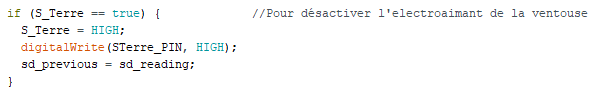 if (S_Terre == true) {             //Pour désactiver l'electroaimant de la ventouse
  S_Terre = HIGH;
  digitalWrite(STerre_PIN, HIGH);
  sd_previous = sd_reading;
}